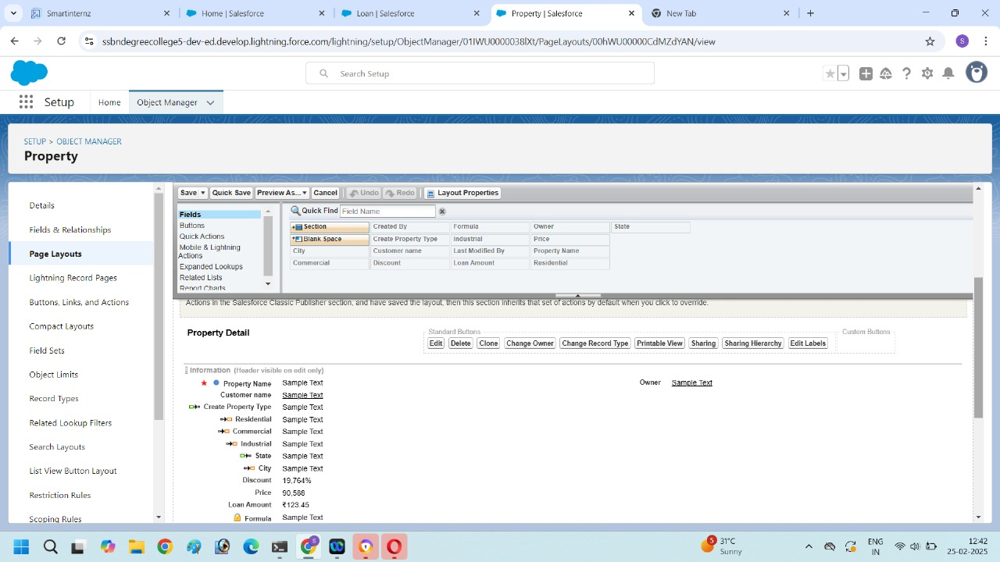 Smartinternz
Home | Salesforce
Loan | Salesforce
Property | Salesforce
New Tab
ssbndegreecollege5-dev-ed.develop.lightning.force.com/lightning/setup/ObjectManager/01IWU0000038lXt/PageLayouts/00hWU00000CdMZdYAN/view
S
Search Setup
Setup
Home
Object Manager
SETUP > OBJECT MANAGER
Property
Details
Fields & Relationships
Page Layouts
Lightning Record Pages
Buttons, Links, and Actions
Compact Layouts
Field Sets
Object Limits
Record Types
Related Lookup Filters
Search Layouts
List View Button Layout
Restriction Rules
Scoping Rules
Save Quick Save Preview As... Cancel Undo Redo Layout Properties
Fields
Buttons
Quick Actions
Mobile & Lightning
Actions
Expanded Lookups
Related Lists
Report Charts
Quick Find Field Name
Section Created By Formula Owner State
Blank Space Create Property Type Industrial Price
City Customer name Last Modified By Property Name
Commercial Discount Loan Amount Residential
Actions in the Salesforce Classic Publisher section, and have saved the layout, then this section inherits that set of actions by default when you click to override.
Property Detail
Standard Buttons
Edit Delete Clone Change Owner Change Record Type Printable View Sharing Sharing Hierarchy Edit Labels
Custom Buttons
Information (Header visible on edit only)
* Property Name Sample Text Owner Sample Text
Customer name Sample Text
Create Property Type Sample Text
Residential Sample Text
Commercial Sample Text
Industrial Sample Text
State Sample Text
City Sample Text
Discount 19,764%
Price 90,588
Loan Amount ₹123.45
Formula Sample Text
5
31°C
Sunny
ENG
IN
12:42
25-02-2025